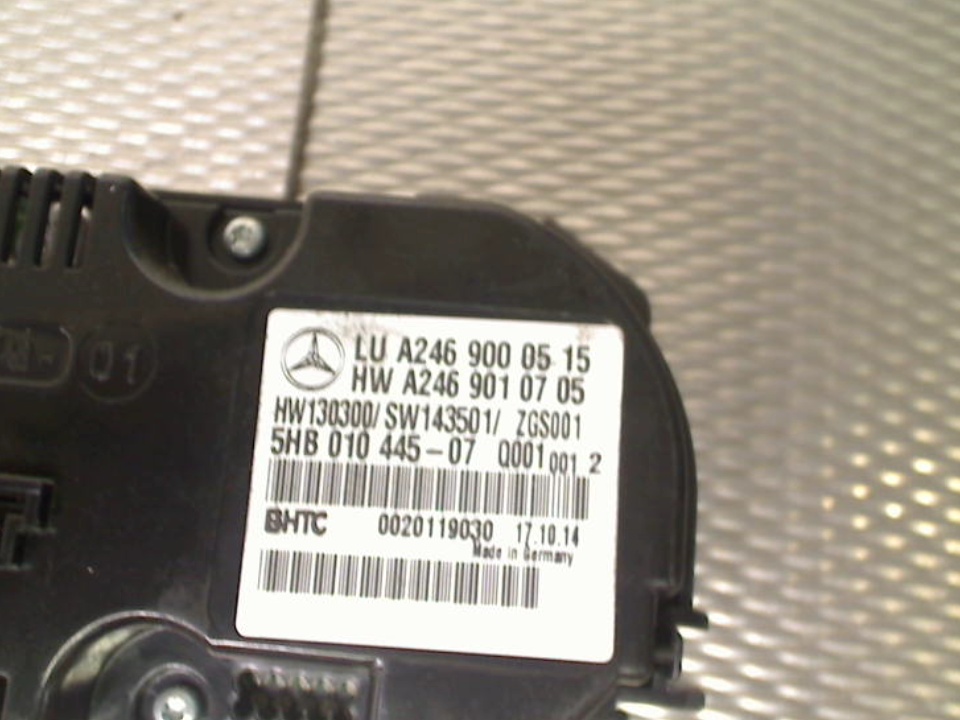 LU A246 900 05 15
HW A246 901 07 05
HW130300/ SW143501/ ZGS001
5HB 010 445-07 Q001 001 2
BHTC 0020119030 17.10.14
Made in Germany
01